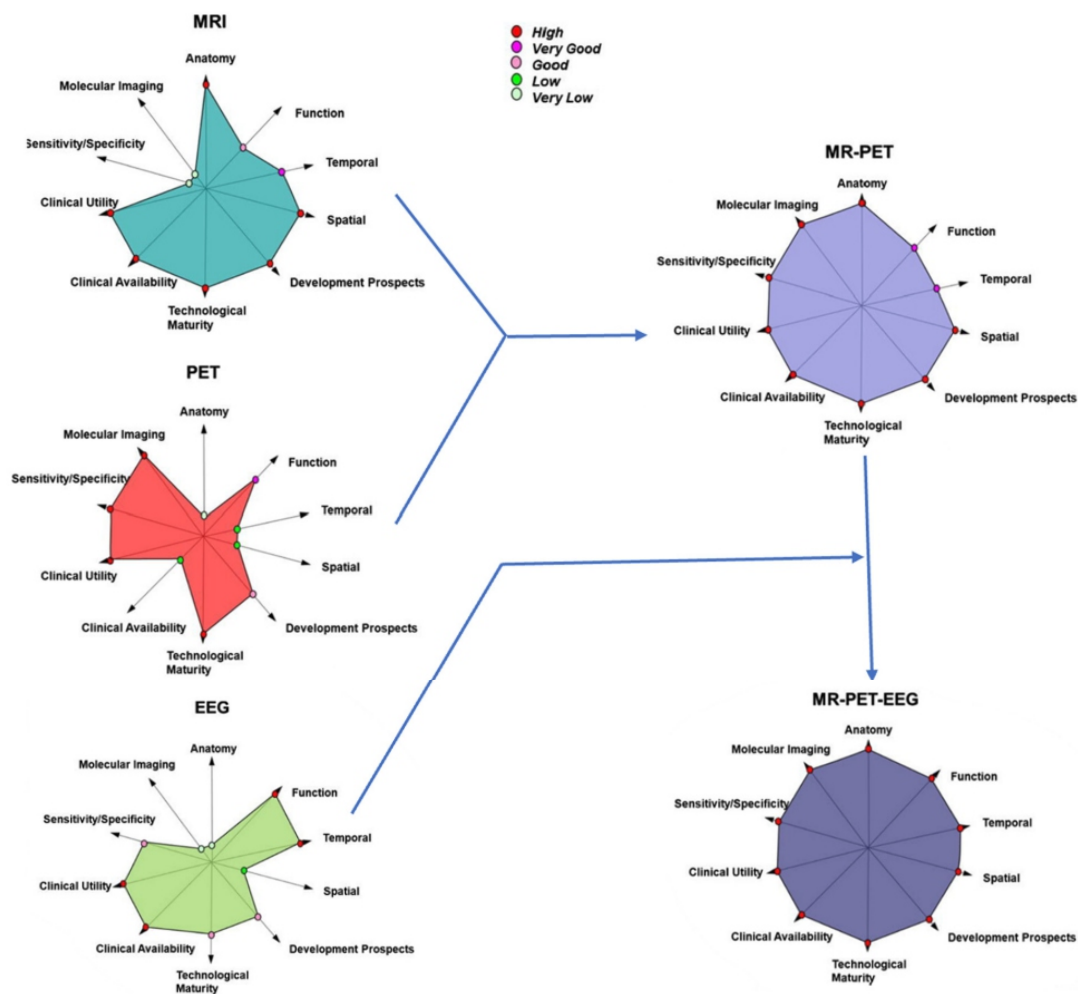 MRI
High
Very Good
Good
Low
Very Low
Anatomy
Molecular Imaging
Function
Sensitivity/Specificity
Temporal
Clinical Utility
Spatial
Clinical Availability
Development Prospects
Technological
Maturity
MR-PET
Anatomy
Molecular Imaging
Function
Sensitivity/Specificity
Temporal
Clinical Utility
Spatial
Clinical Availability
Development Prospects
Technological
Maturity
PET
Anatomy
Molecular Imaging
Function
Sensitivity/Specificity
Temporal
Spatial
Clinical Utility
Clinical Availability
Development Prospects
Technological
Maturity
EEG
Anatomy
Molecular Imaging
Function
Sensitivity/Specificity
Temporal
Clinical Utility
Spatial
Clinical Availability
Development Prospects
Technological
Maturity
MR-PET-EEG
Anatomy
Molecular Imaging
Function
Sensitivity/Specificity
Temporal
Clinical Utility
Spatial
Clinical Availability
Development Prospects
Technological
Maturity